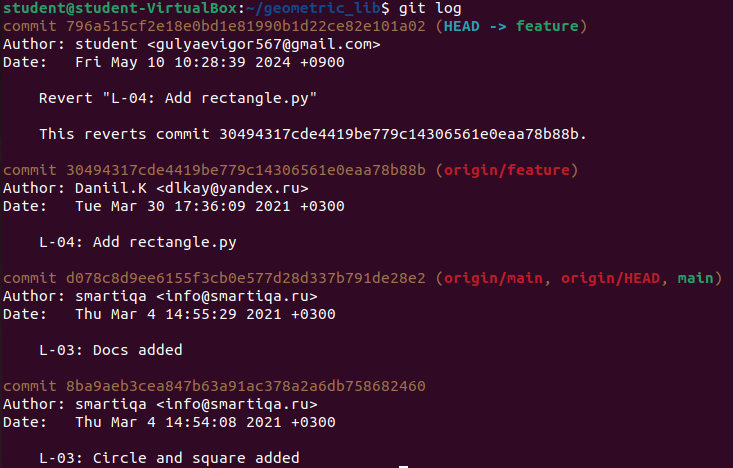 student@student-VirtualBox:~/geometric_lib$ git log
commit 796a515cf2e18e0bd1e81990b1d22ce82e101a02 (HEAD -> feature)
Author: student <gulyaevigor567@gmail.com>
Date:   Fri May 10 10:28:39 2024 +0900
    Revert "L-04: Add rectangle.py"
    This reverts commit 30494317cde4419be779c14306561e0eaa78b88b.
commit 30494317cde4419be779c14306561e0eaa78b88b (origin/feature)
Author: Daniil.K <dlkay@yandex.ru>
Date:   Tue Mar 30 17:36:09 2021 +0300
    L-04: Add rectangle.py
commit d078c8d9ee6155f3cb0e577d28d337b791de28e2 (origin/main, origin/HEAD, main)
Author: smartiqa <info@smartiqa.ru>
Date:   Thu Mar 4 14:55:29 2021 +0300
    L-03: Docs added
commit 8ba9aeb3cea847b63a91ac378a2a6db758682460
Author: smartiqa <info@smartiqa.ru>
Date:   Thu Mar 4 14:54:08 2021 +0300
    L-03: Circle and square added